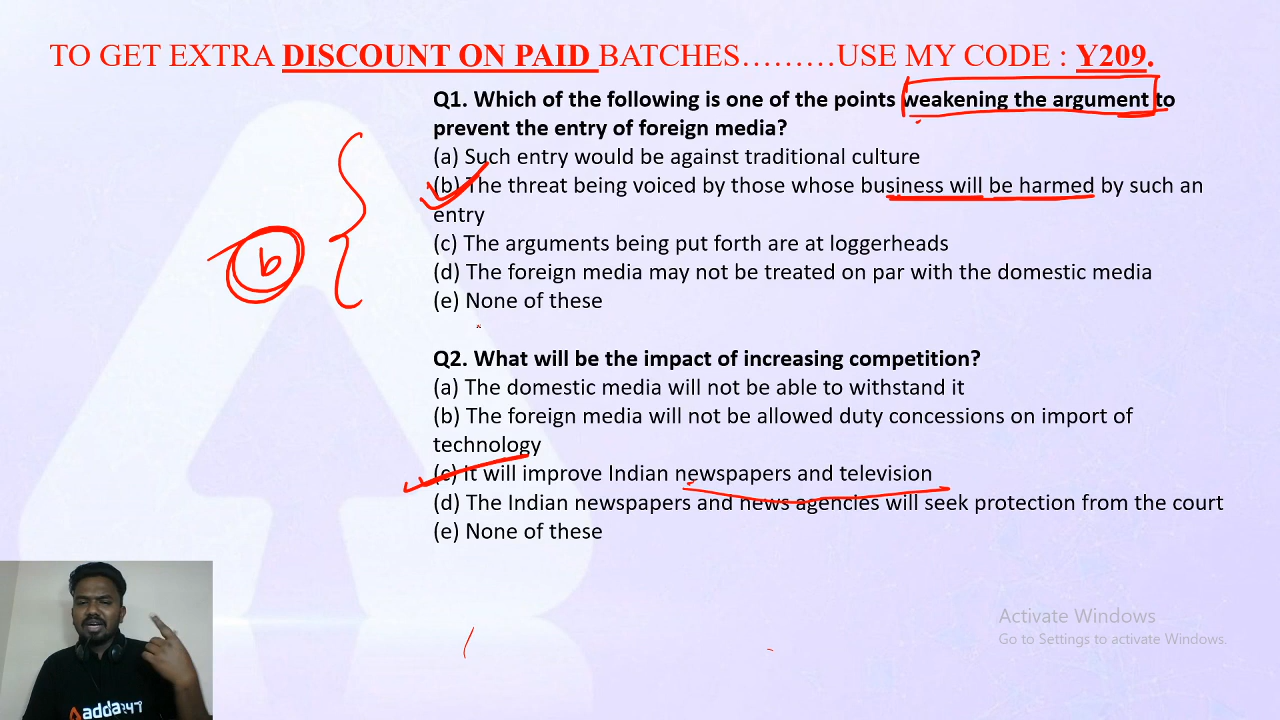 TO GET EXTRA DISCOUNT ON PAID BATCHES.........USE MY CODE : Y209.
Q1. Which of the following is one of the points weakening the argument to
prevent the entry of foreign media?
(a) Such entry would be against traditional culture
(b) The threat being voiced by those whose business will be harmed by such an
entry
(c) The arguments being put forth are at loggerheads
(d) The foreign media may not be treated on par with the domestic media
(e) None of these
b
Q2. What will be the impact of increasing competition?
(a) The domestic media will not be able to withstand it
(b) The foreign media will not be allowed duty concessions on import of
technology
(c) It will improve Indian newspapers and television
(d) The Indian newspapers and news agencies will seek protection from the court
(e) None of these
Activate Windows
Go to Settings to activate Windows.
adda247